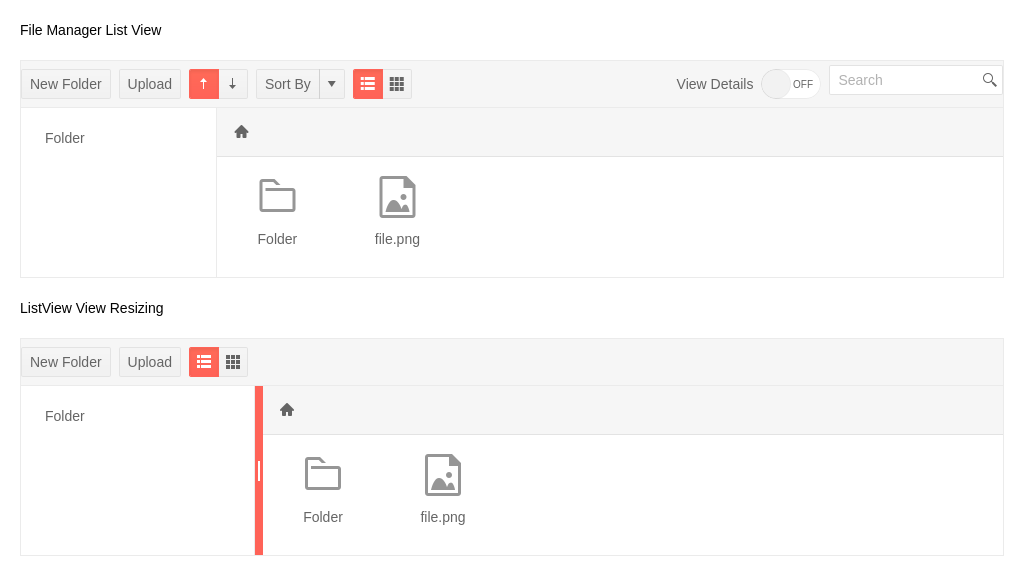 File Manager List View
New Folder Upload Sort By View Details OFF Search
Folder
Folder file.png
ListView View Resizing
New Folder Upload
Folder
Folder file.png